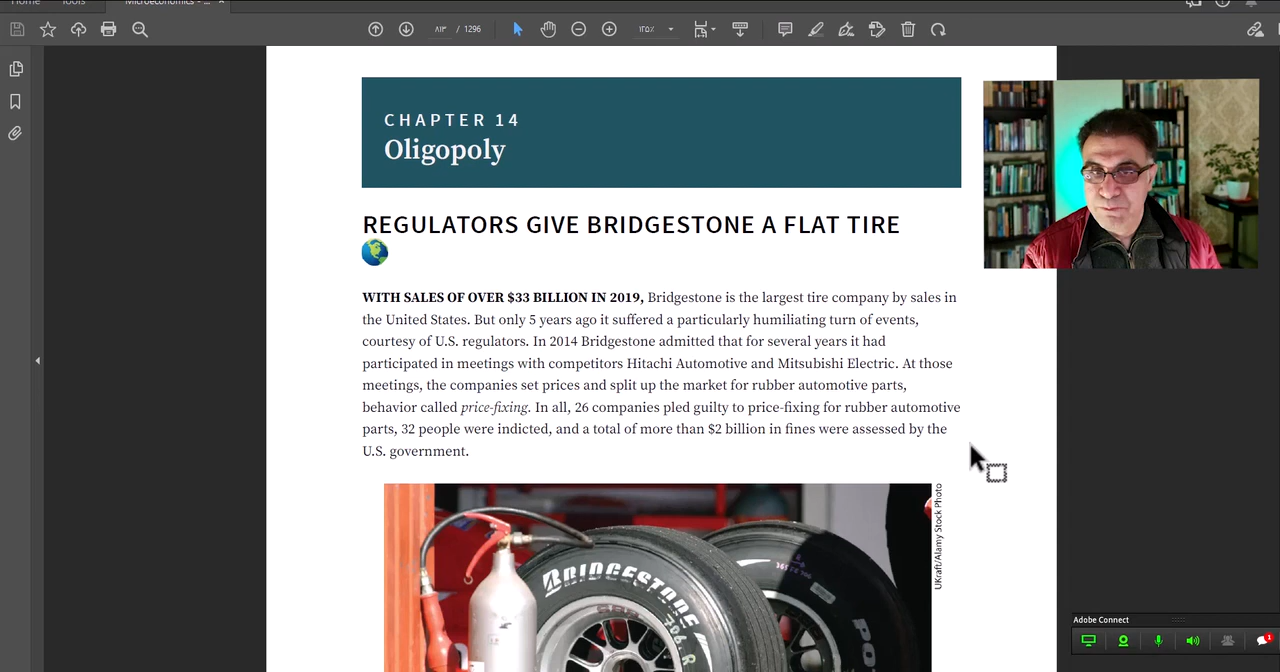 Home Tools Microeconomics - ...
٨١٣ / 1296 ١٢٥٪
CHAPTER 14
Oligopoly
REGULATORS GIVE BRIDGESTONE A FLAT TIRE
WITH SALES OF OVER $33 BILLION IN 2019, Bridgestone is the largest tire company by sales in
the United States. But only 5 years ago it suffered a particularly humiliating turn of events,
courtesy of U.S. regulators. In 2014 Bridgestone admitted that for several years it had
participated in meetings with competitors Hitachi Automotive and Mitsubishi Electric. At those
meetings, the companies set prices and split up the market for rubber automotive parts,
behavior called price-fixing. In all, 26 companies pled guilty to price-fixing for rubber automotive
parts, 32 people were indicted, and a total of more than $2 billion in fines were assessed by the
U.S. government.
UKraft/Alamy Stock Photo
BRIDGESTONE
Adobe Connect
1